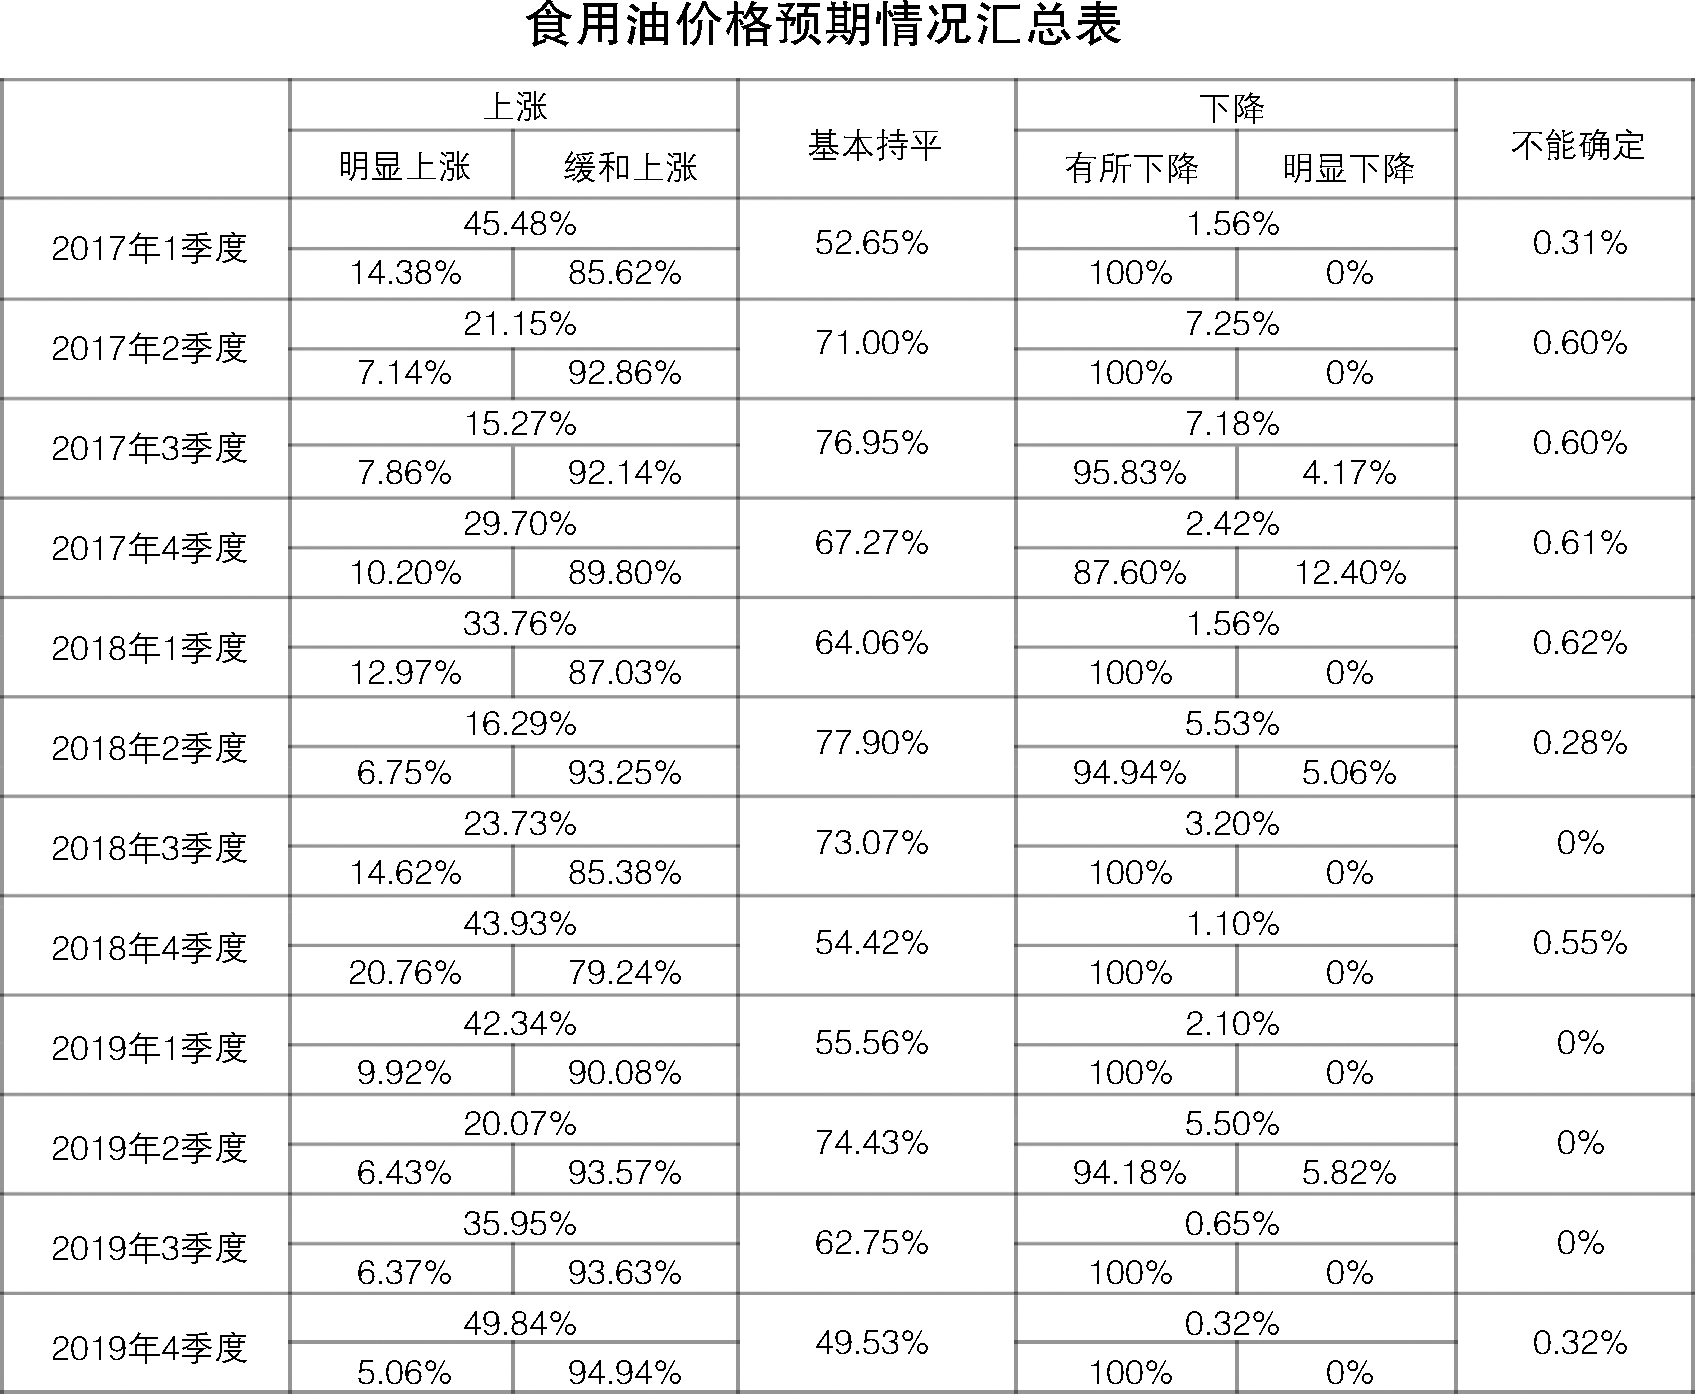 食用油价格预期情况汇总表
上涨 基本持平 下降 不能确定
明显上涨 缓和上涨 有所下降 明显下降
2017年1季度 45.48% 52.65% 1.56% 0.31%
14.38% 85.62% 100% 0%
2017年2季度 21.15% 71.00% 7.25% 0.60%
7.14% 92.86% 100% 0%
2017年3季度 15.27% 76.95% 7.18% 0.60%
7.86% 92.14% 95.83% 4.17%
2017年4季度 29.70% 67.27% 2.42% 0.61%
10.20% 89.80% 87.60% 12.40%
2018年1季度 33.76% 64.06% 1.56% 0.62%
12.97% 87.03% 100% 0%
2018年2季度 16.29% 77.90% 5.53% 0.28%
6.75% 93.25% 94.94% 5.06%
2018年3季度 23.73% 73.07% 3.20% 0%
14.62% 85.38% 100% 0%
2018年4季度 43.93% 54.42% 1.10% 0.55%
20.76% 79.24% 100% 0%
2019年1季度 42.34% 55.56% 2.10% 0%
9.92% 90.08% 100% 0%
2019年2季度 20.07% 74.43% 5.50% 0%
6.43% 93.57% 94.18% 5.82%
2019年3季度 35.95% 62.75% 0.65% 0%
6.37% 93.63% 100% 0%
2019年4季度 49.84% 49.53% 0.32% 0.32%
5.06% 94.94% 100% 0%